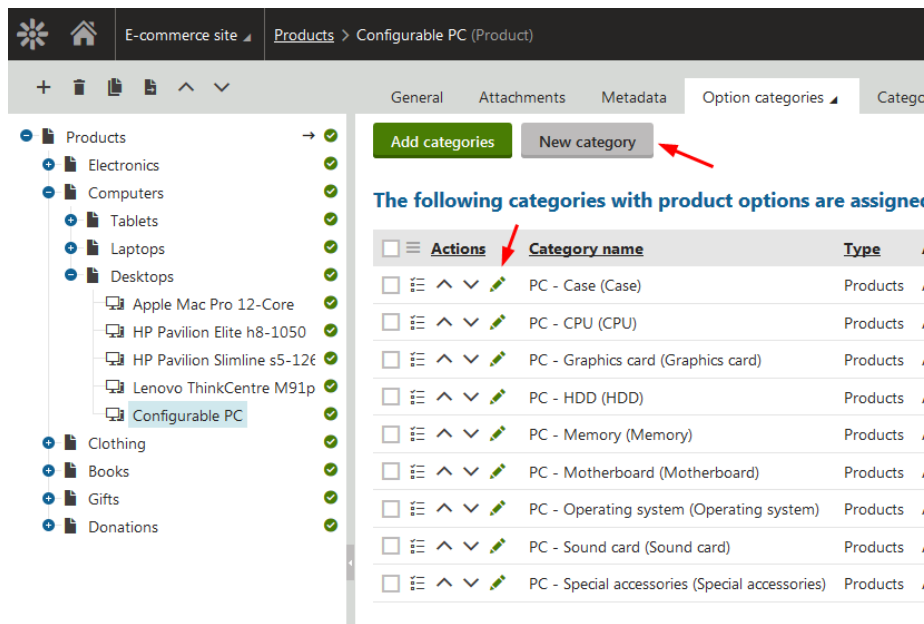 E-commerce site Products > Configurable PC (Product)
General Attachments Metadata Option categories Catego
Products
Electronics
Computers
Tablets
Laptops
Desktops
Apple Mac Pro 12-Core
HP Pavilion Elite h8-1050
HP Pavilion Slimline s5-126
Lenovo ThinkCentre M91p
Configurable PC
Clothing
Books
Gifts
Donations
Add categories New category
The following categories with product options are assigned
Actions Category name Type
PC - Case (Case) Products
PC - CPU (CPU) Products
PC - Graphics card (Graphics card) Products
PC - HDD (HDD) Products
PC - Memory (Memory) Products
PC - Motherboard (Motherboard) Products
PC - Operating system (Operating system) Products
PC - Sound card (Sound card) Products
PC - Special accessories (Special accessories) Products